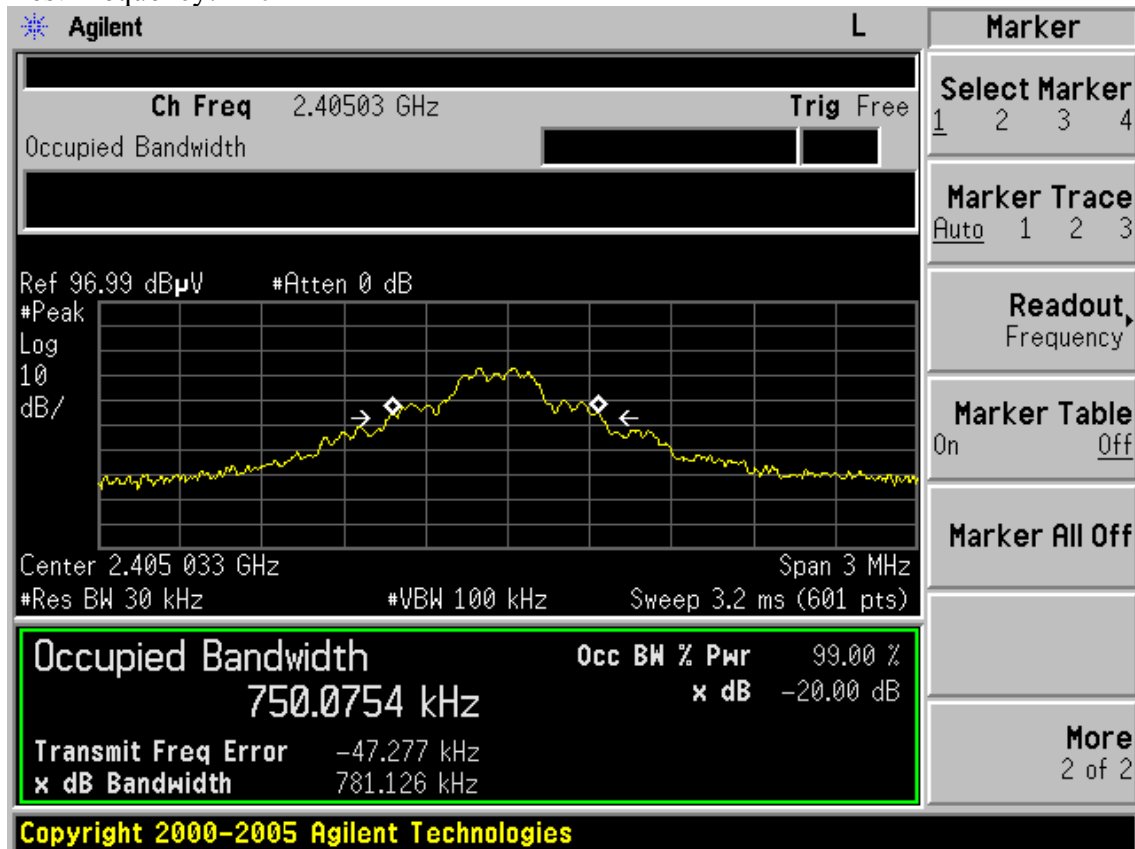 Agilent L
Ch Freq 2.40503 GHz Trig Free
Occupied Bandwidth
Ref 96.99 dBµV #Atten 0 dB
#Peak
Log
10
dB/
Center 2.405 033 GHz Span 3 MHz
#Res BW 30 kHz #VBW 100 kHz Sweep 3.2 ms (601 pts)
Occupied Bandwidth Occ BW % Pwr 99.00 %
750.0754 kHz x dB -20.00 dB
Transmit Freq Error -47.277 kHz
x dB Bandwidth 781.126 kHz
Copyright 2000-2005 Agilent Technologies
Marker
Select Marker
1 2 3 4
Marker Trace
Auto 1 2 3
Readout
Frequency
Marker Table
On Off
Marker All Off
More
2 of 2